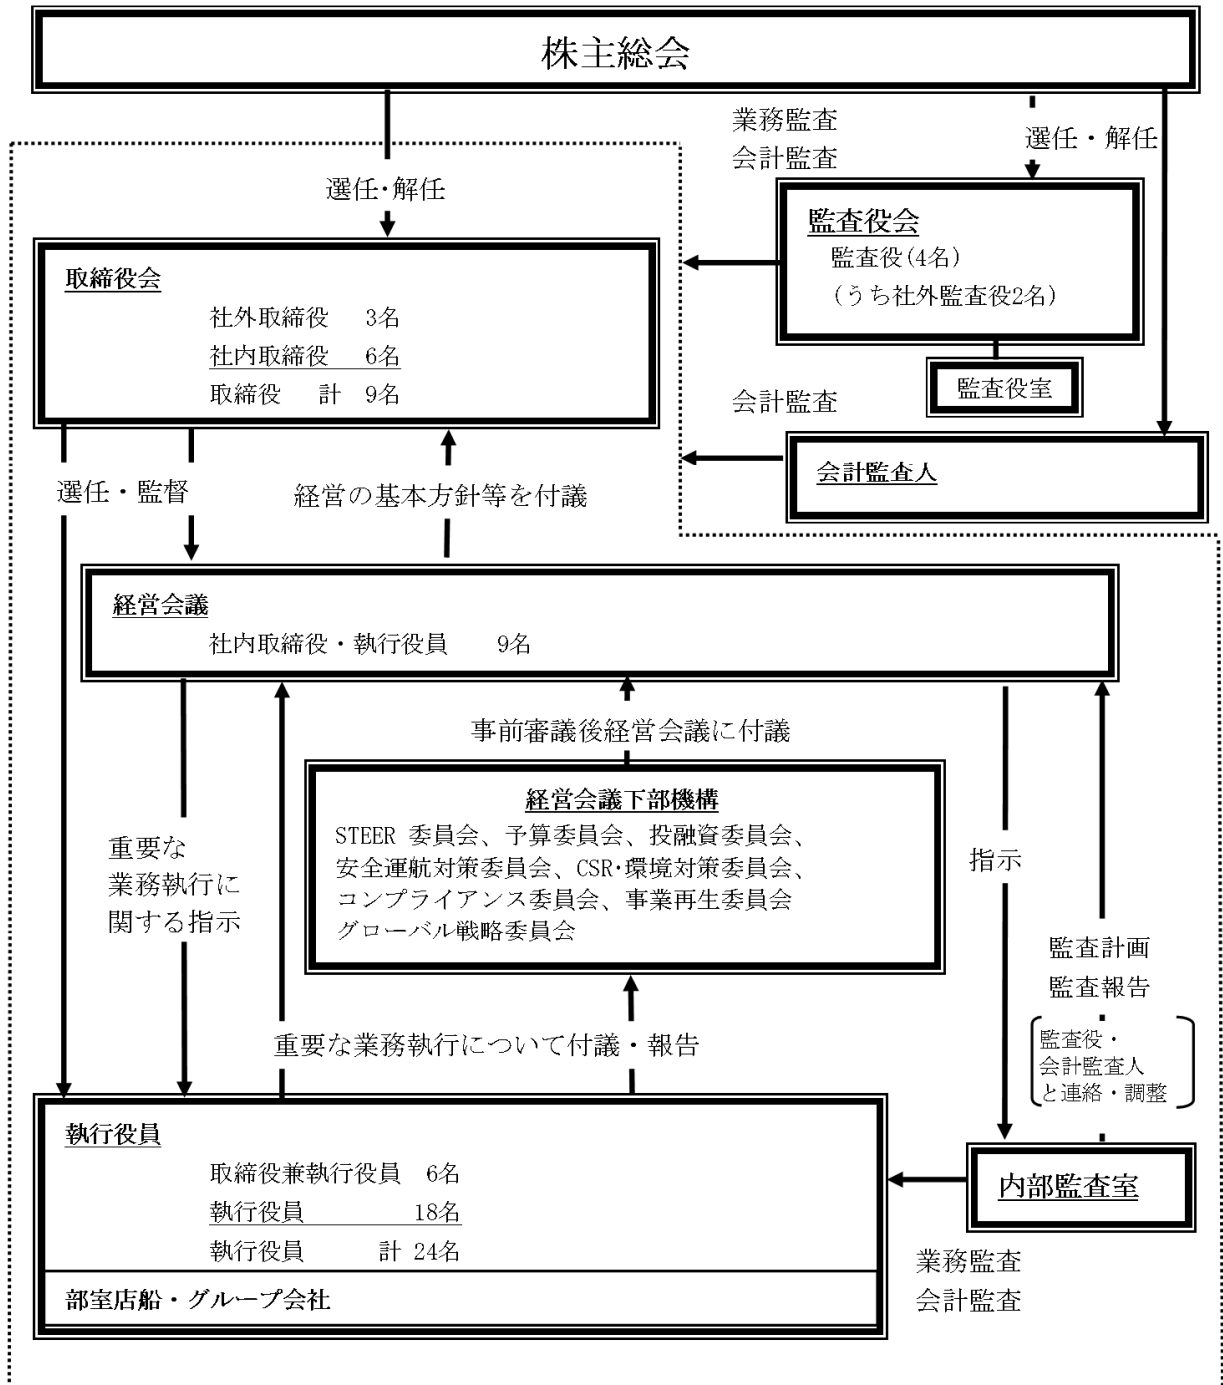 株主総会
業務監査
会計監査
選任・解任
選任・解任
監査役会
監査役(4名)
(うち社外監査役2名)
取締役会
社外取締役 3名
社内取締役 6名
取締役 計 9名
監査役室
会計監査
会計監査人
選任・監督
経営の基本方針等を付議
経営会議
社内取締役・執行役員 9名
事前審議後経営会議に付議
経営会議下部機構
STEER 委員会、予算委員会、投融資委員会、
安全運航対策委員会、CSR・環境対策委員会、
コンプライアンス委員会、事業再生委員会
グローバル戦略委員会
重要な
業務執行に
関する指示
指示
監査計画
監査報告
監査役・
会計監査人
と連絡・調整
重要な業務執行について付議・報告
執行役員
取締役兼執行役員 6名
執行役員 18名
執行役員 計 24名
内部監査室
業務監査
会計監査
部室店船・グループ会社